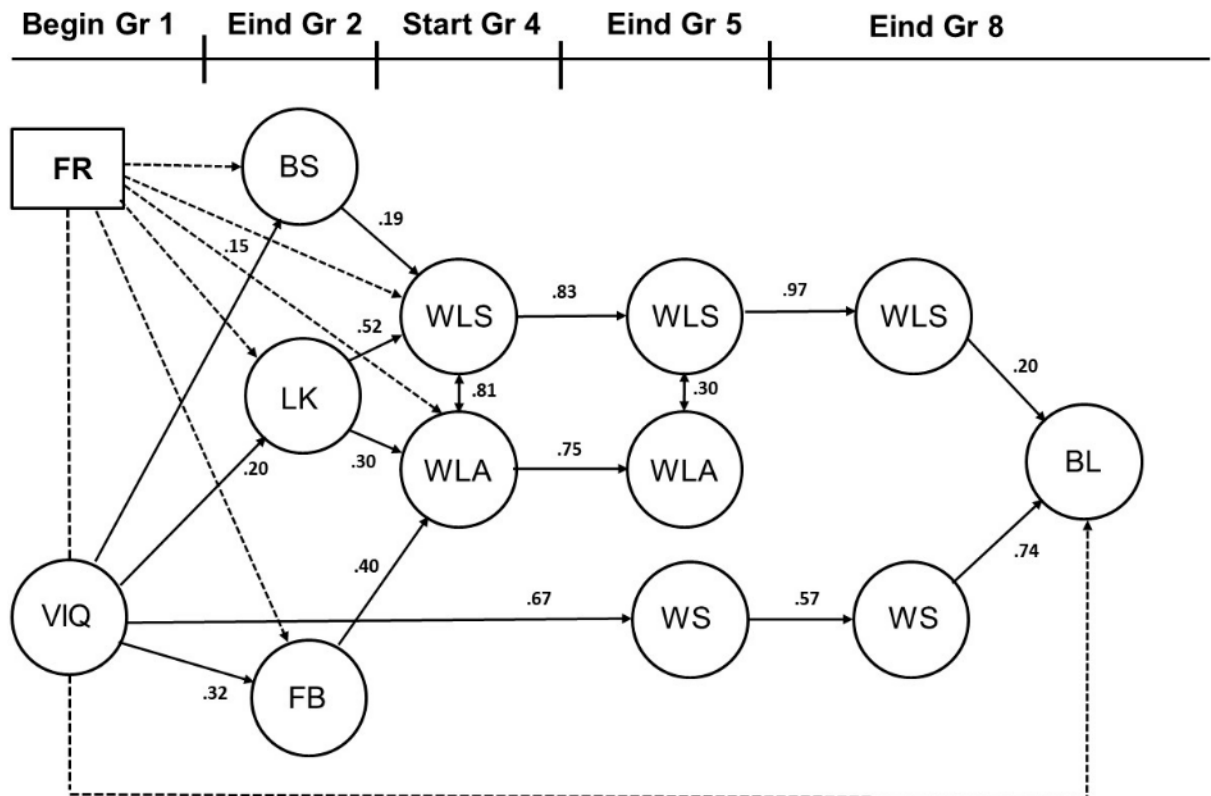 Begin Gr 1 Eind Gr 2 Start Gr 4 Eind Gr 5 Eind Gr 8
FR
BS
.19
.15
WLS .83 WLS .97 WLS
.52
.20
LK
.81 .30
.20 .30
WLA .75 WLA
BL
.40
.74
VIQ .67 WS .57 WS
.32 FB